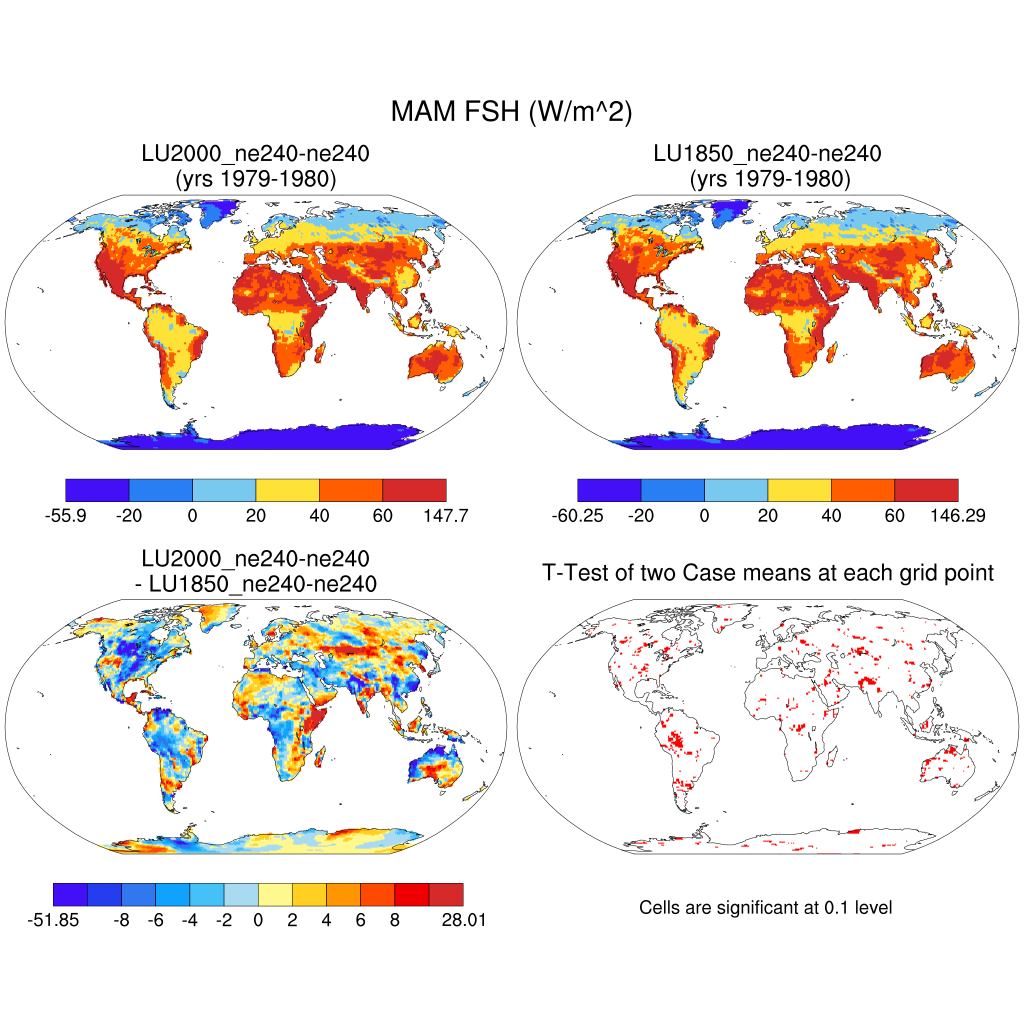 MAM FSH (W/m^2)
LU2000_ne240-ne240
(yrs 1979-1980)
LU1850_ne240-ne240
(yrs 1979-1980)
-55.9 -20 0 20 40 60 147.7
-60.25 -20 0 20 40 60 146.29
LU2000_ne240-ne240
- LU1850_ne240-ne240
T-Test of two Case means at each grid point
-51.85 -8 -6 -4 -2 0 2 4 6 8 28.01
Cells are significant at 0.1 level